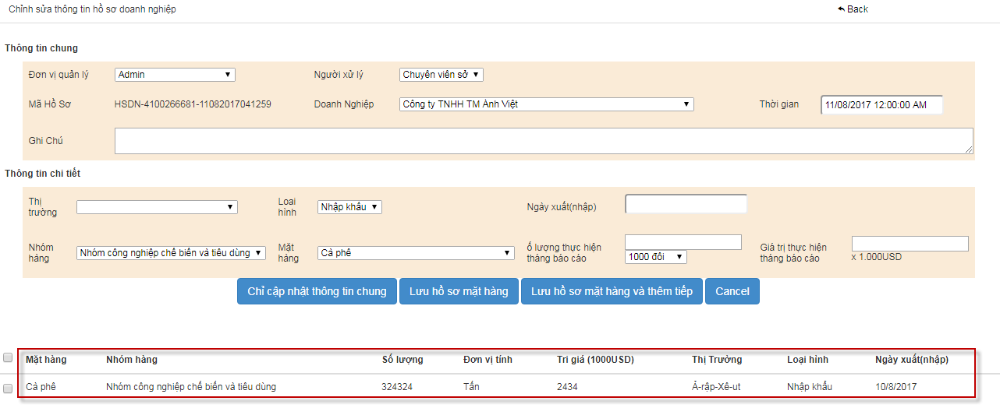 Chỉnh sửa thông tin hồ sơ doanh nghiệp Back
Thông tin chung
Đơn vị quản lý Admin Người xử lý Chuyên viên sở
Mã Hồ Sơ HSDN-4100266681-11082017041259 Doanh Nghiệp Công ty TNHH TM Ánh Việt Thời gian 11/08/2017 12:00:00 AM
Ghi Chú
Thông tin chi tiết
Thị trường Loai hình Nhập khẩu Ngày xuất(nhập)
Nhóm hàng Nhóm công nghiệp chế biến và tiêu dùng Mặt hàng Cà phê ố lượng thực hiện tháng báo cáo 1000 đôi Giá trị thực hiện tháng báo cáo x 1.000USD
Chỉ cập nhật thông tin chung Lưu hồ sơ mặt hàng Lưu hồ sơ mặt hàng và thêm tiếp Cancel
Mặt hàng Nhóm hàng Số lượng Đơn vị tính Trị giá (1000USD) Thị Trường Loại hình Ngày xuất(nhập)
Cà phê Nhóm công nghiệp chế biến và tiêu dùng 324324 Tấn 2434 Ả-rập-Xê-ut Nhập khẩu 10/8/2017